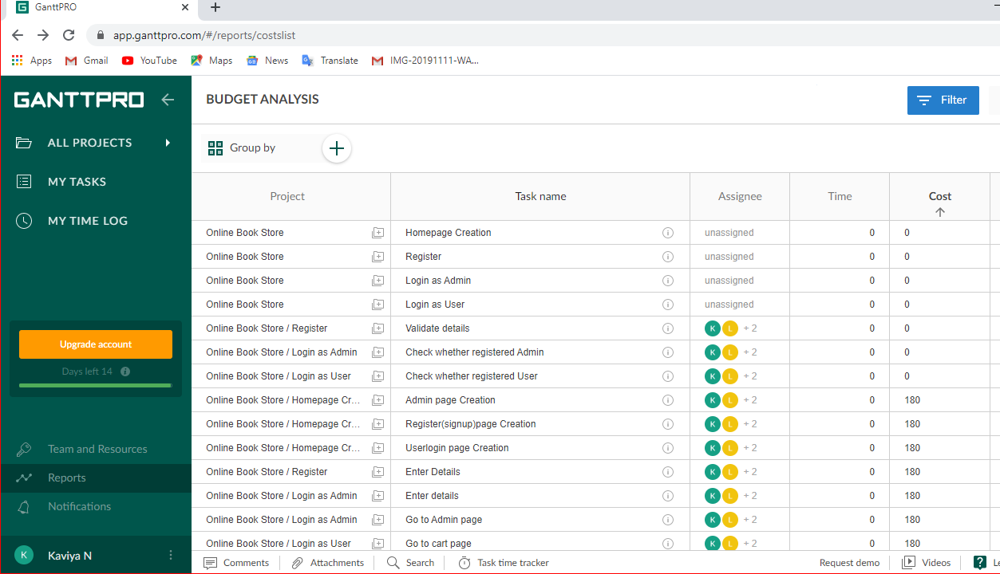 GanttPRO
app.ganttpro.com/#/reports/costslist
Apps Gmail YouTube Maps News Translate IMG-20191111-WA...
GANTTPRO
ALL PROJECTS
MY TASKS
MY TIME LOG
Upgrade account
Days left 14
Team and Resources
Reports
Notifications
K Kaviya N
BUDGET ANALYSIS
Filter
Group by
Project Task name Assignee Time Cost
Online Book Store Homepage Creation unassigned 0 0
Online Book Store Register unassigned 0 0
Online Book Store Login as Admin unassigned 0 0
Online Book Store Login as User unassigned 0 0
Online Book Store / Register Validate details K L + 2 0 0
Online Book Store / Login as Admin Check whether registered Admin K L + 2 0 0
Online Book Store / Login as User Check whether registered User K L + 2 0 0
Online Book Store / Homepage Cr... Admin page Creation K L + 2 0 180
Online Book Store / Homepage Cr... Register(signup)page Creation K L + 2 0 180
Online Book Store / Homepage Cr... Userlogin page Creation K L + 2 0 180
Online Book Store / Register Enter Details K L + 2 0 180
Online Book Store / Login as Admin Enter details K L + 2 0 180
Online Book Store / Login as Admin Go to Admin page K L + 2 0 180
Online Book Store / Login as User Go to cart page K L + 2 0 180
Comments Attachments Search Task time tracker Request demo Videos ? Le